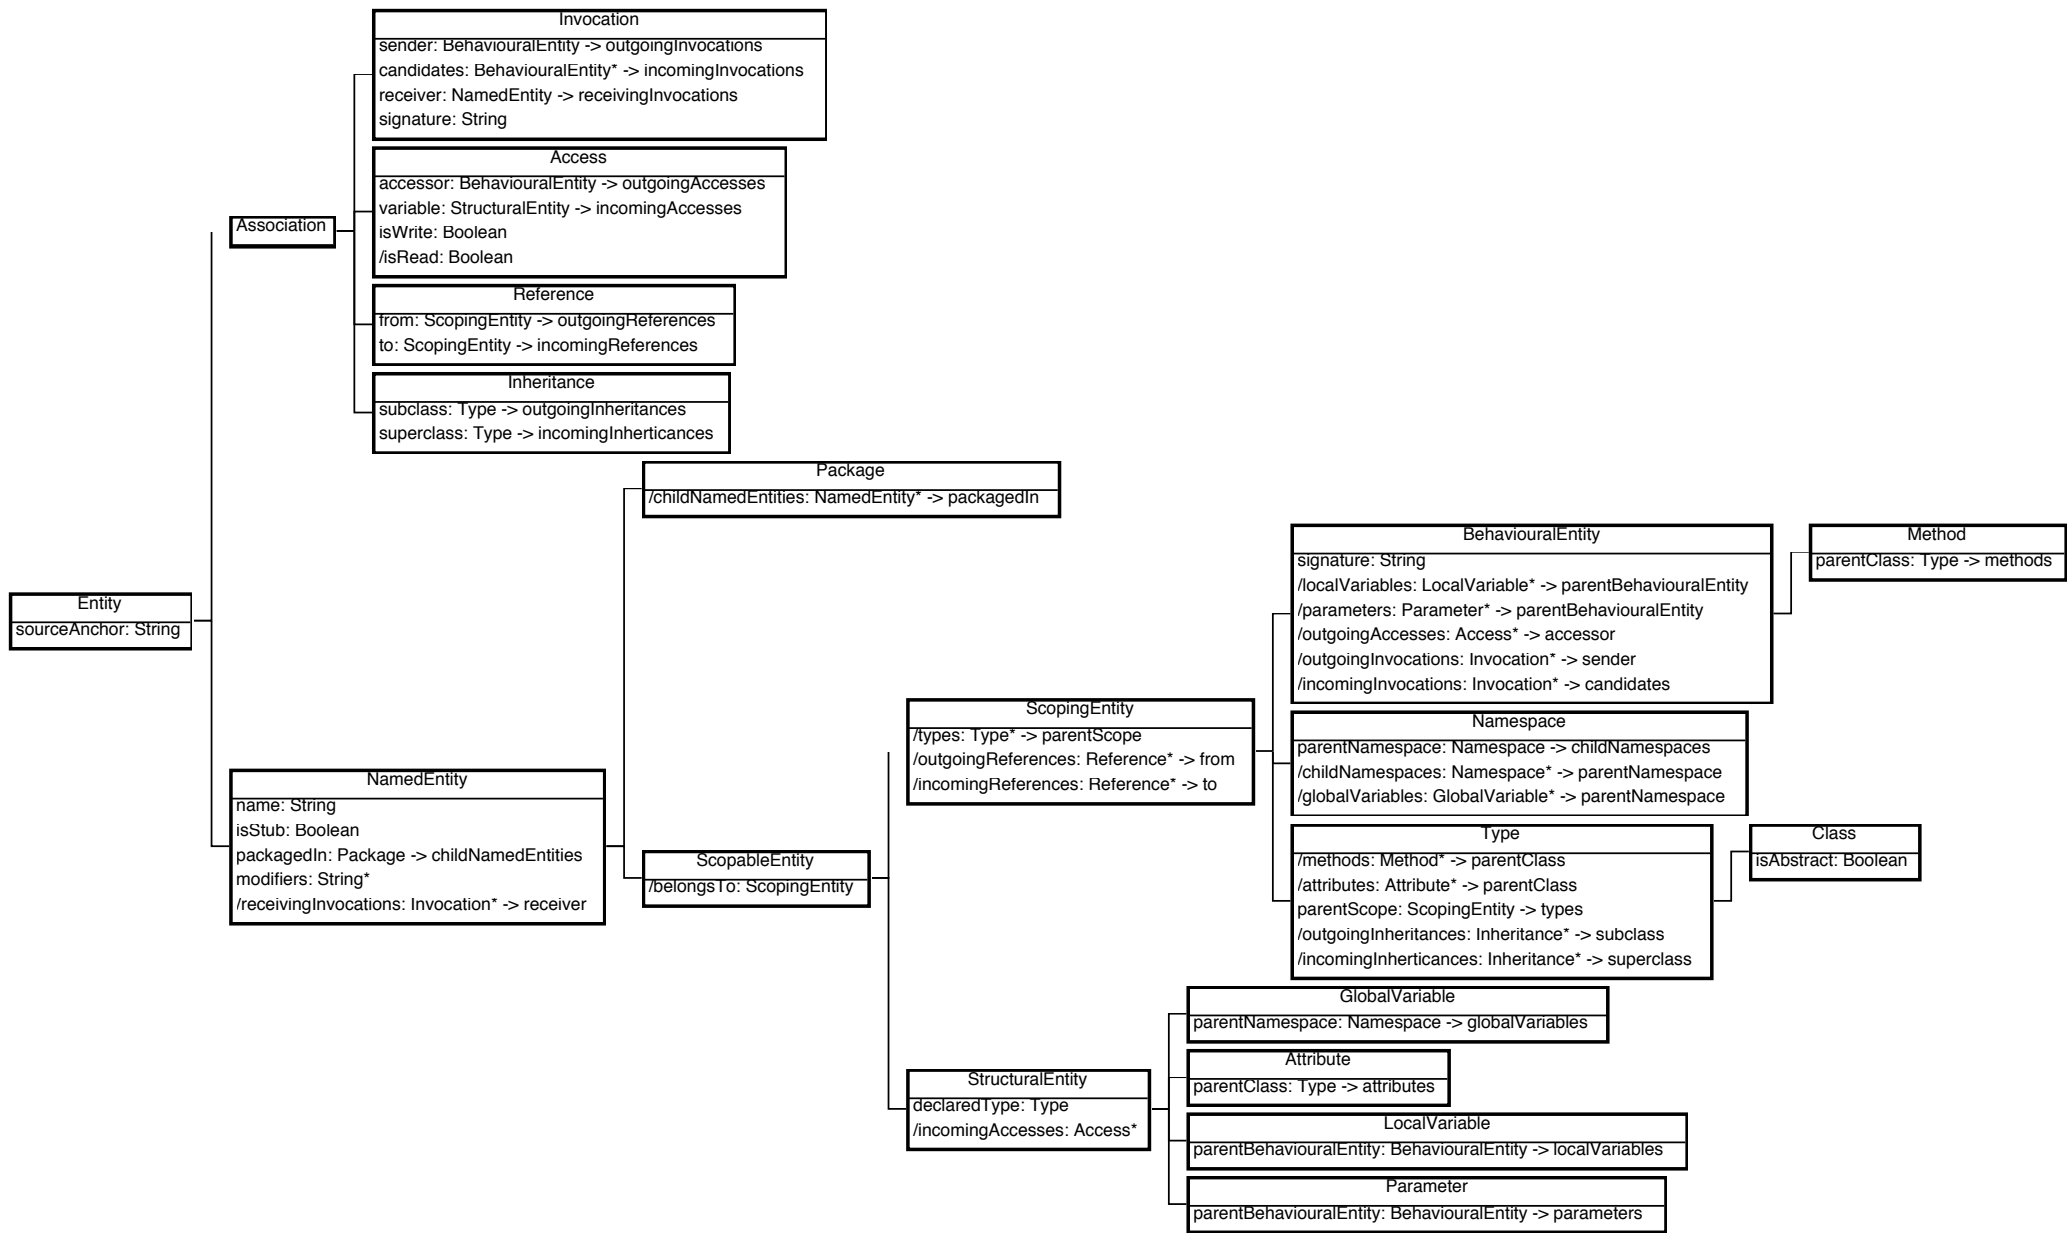 Invocation
sender: BehaviouralEntity -> outgoingInvocations
candidates: BehaviouralEntity* -> incomingInvocations
receiver: NamedEntity -> receivingInvocations
signature: String
Access
accessor: BehaviouralEntity -> outgoingAccesses
variable: StructuralEntity -> incomingAccesses
isWrite: Boolean
/isRead: Boolean
Association
Reference
from: ScopingEntity -> outgoingReferences
to: ScopingEntity -> incomingReferences
Inheritance
subclass: Type -> outgoingInheritances
superclass: Type -> incomingInherticances
Package
/childNamedEntities: NamedEntity* -> packagedIn
BehaviouralEntity
signature: String
/localVariables: LocalVariable* -> parentBehaviouralEntity
/parameters: Parameter* -> parentBehaviouralEntity
/outgoingAccesses: Access* -> accessor
/outgoingInvocations: Invocation* -> sender
/incomingInvocations: Invocation* -> candidates
Method
parentClass: Type -> methods
Entity
sourceAnchor: String
ScopingEntity
/types: Type* -> parentScope
/outgoingReferences: Reference* -> from
/incomingReferences: Reference* -> to
Namespace
parentNamespace: Namespace -> childNamespaces
/childNamespaces: Namespace* -> parentNamespace
/globalVariables: GlobalVariable* -> parentNamespace
NamedEntity
name: String
isStub: Boolean
packagedIn: Package -> childNamedEntities
modifiers: String*
/receivingInvocations: Invocation* -> receiver
ScopableEntity
/belongsTo: ScopingEntity
Type
/methods: Method* -> parentClass
/attributes: Attribute* -> parentClass
parentScope: ScopingEntity -> types
/outgoingInheritances: Inheritance* -> subclass
/incomingInherticances: Inheritance* -> superclass
Class
isAbstract: Boolean
GlobalVariable
parentNamespace: Namespace -> globalVariables
Attribute
parentClass: Type -> attributes
StructuralEntity
declaredType: Type
/incomingAccesses: Access*
LocalVariable
parentBehaviouralEntity: BehaviouralEntity -> localVariables
Parameter
parentBehaviouralEntity: BehaviouralEntity -> parameters